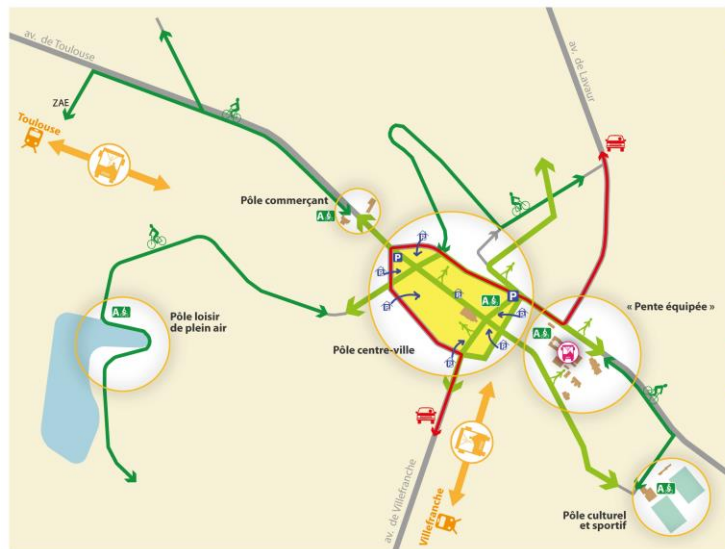 av. de Toulouse
av. de Lavaur
ZAE
Toulouse
Pôle commerçant
A
P
A
Pôle loisir
de plein air
A
P
A
« Pente équipée »
Pôle centre-ville
A
Pôle culturel
et sportif
av. de Villefranche
Villefranche